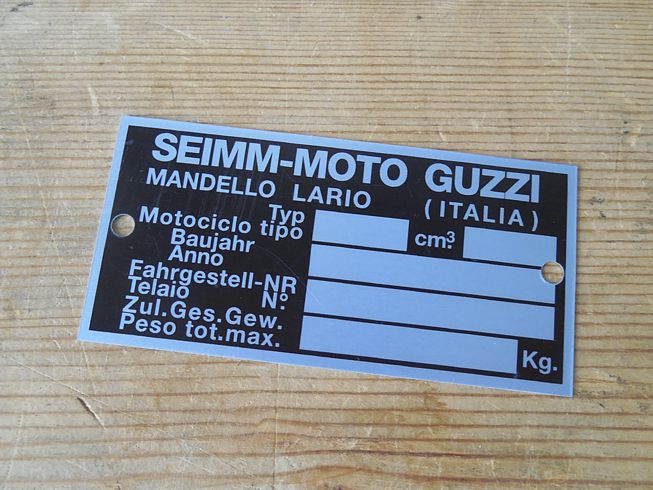 SEIMM-MOTO GUZZI
MANDELLO LARIO (ITALIA)
Typ
Motociclo tipo cm³.
Baujahr
Anno
Fahrgestell-NR
Telaio N°.
Zul.Ges.Gew.
Peso tot.max. Kg.